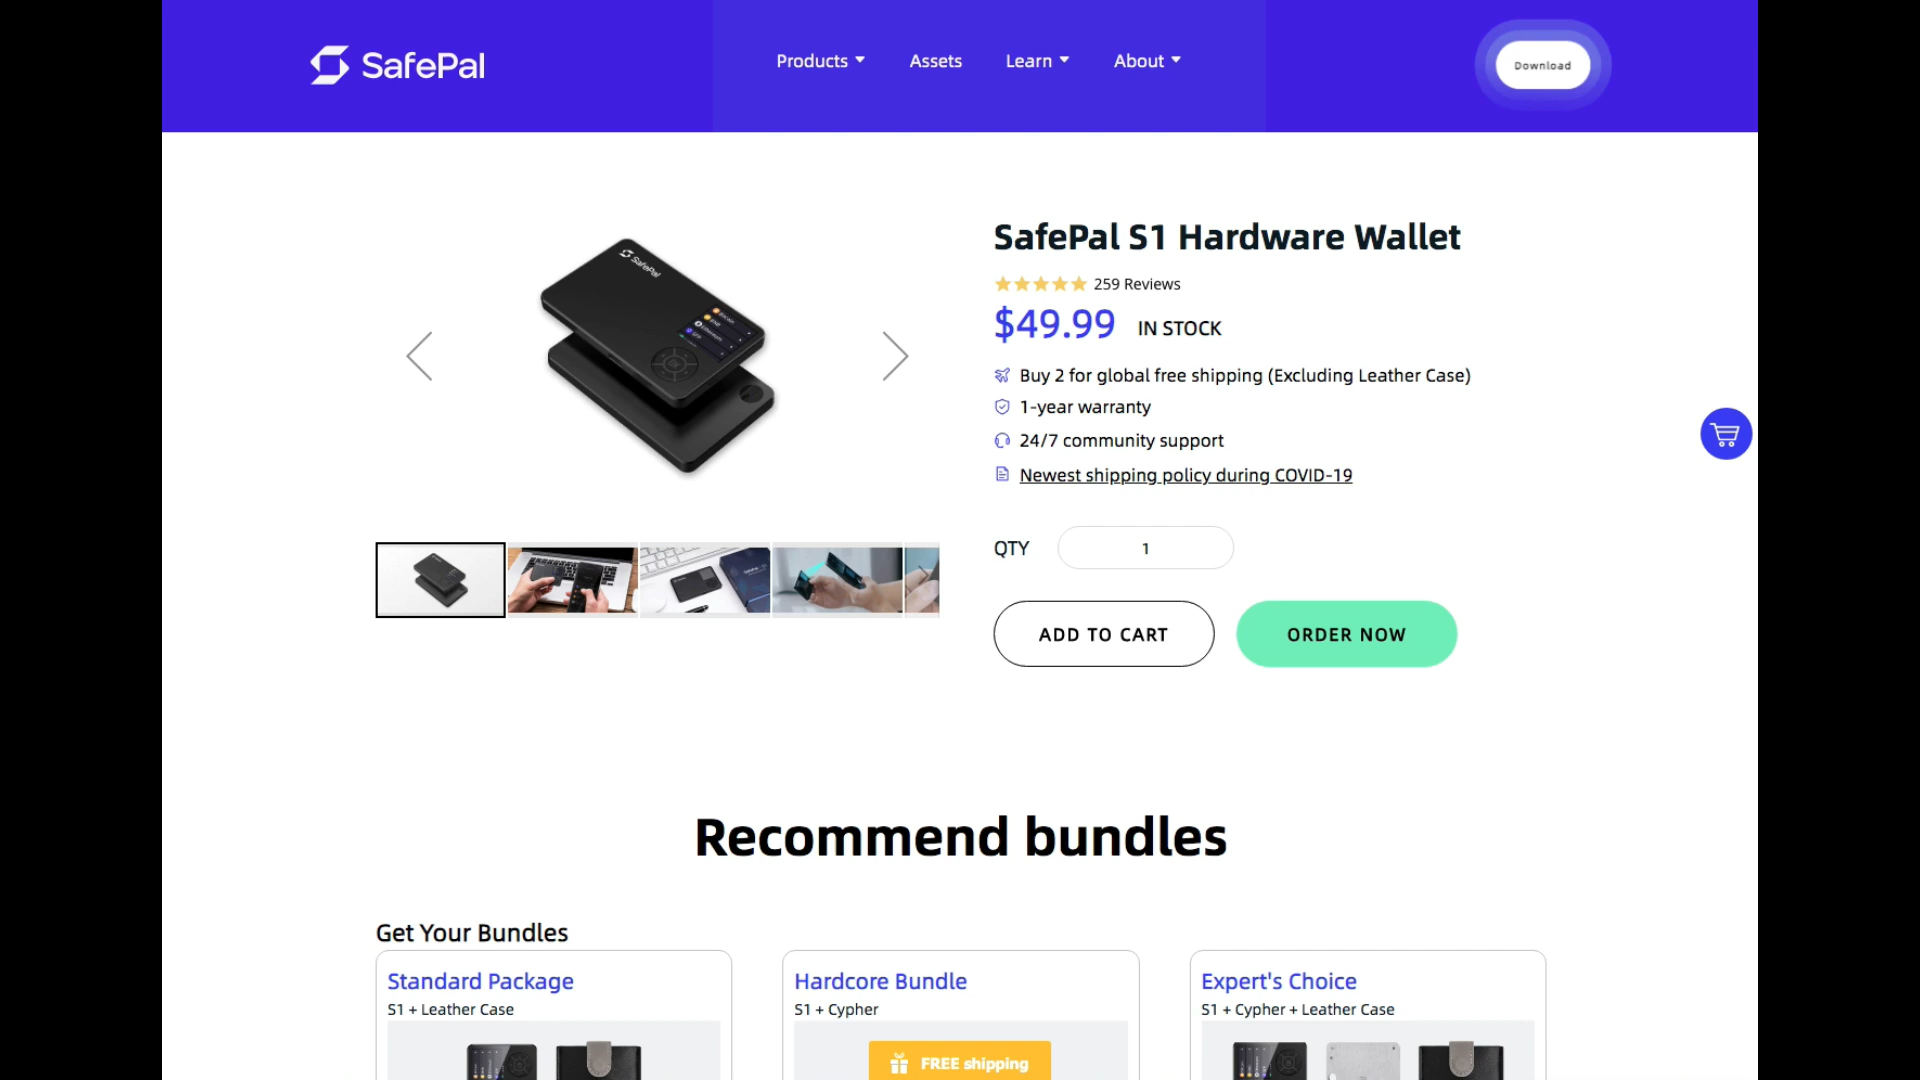 SafePal
Products
Assets
Learn
About
Download
SafePal
SafePal S1 Hardware Wallet
259 Reviews
$49.99 IN STOCK
Buy 2 for global free shipping (Excluding Leather Case)
1-year warranty
24/7 community support
Newest shipping policy during COVID-19
QTY 1
ADD TO CART
ORDER NOW
Recommend bundles
Get Your Bundles
Standard Package
S1 + Leather Case
Hardcore Bundle
S1 + Cypher
FREE shipping
Expert's Choice
S1 + Cypher + Leather Case